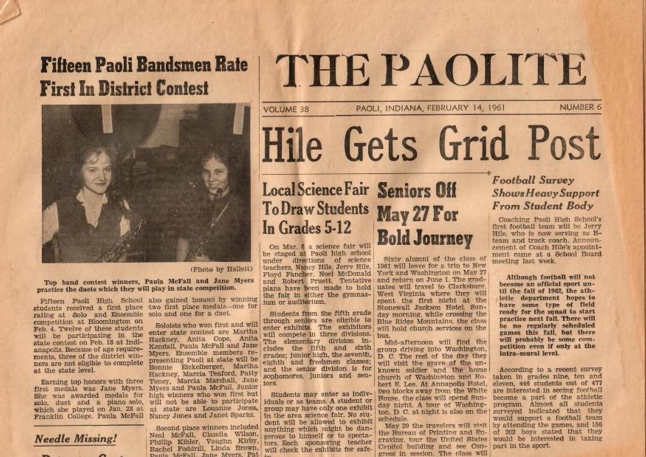 Fifteen Paoli Bandsmen Rate
First In District Contest
(Photo by Hallett)
Top band contest winners, Paula McFall and Jane Myers
practice the duets which they will play in state competition.
Fifteen Paoli High School
students received a first place
rating at Solo and Ensemble
competition at Bloomington on
Feb. 4. Twelve of these students
will be participating in the
state contest on Feb. 18 at Indi-
anapolis. Because of age require-
ments, three of the district win-
ners are not eligible to compete
at the state level.
Earning top honors with three
first medals was Jane Myers.
She was awarded medals for
solo, duet and a piano solo,
which she played on Jan. 28 at
Franklin College. Paula McFall
Needle Missing!
also gained honors by winning
two first place medals—one for
solo and one for a duet.
Soloists who won first and will
enter state contest are Martha
Hackney, Anita Cope, Anita
Kendall, Paula McFall and Jane
Myers. Ensemble members re-
presenting Paoli at state will be
Bonnie Eickelberger, Martha
Hackney, Marcia Tedford, Patty
Toney, Marcia Marshall, Jane
Myers and Paula McFall. Junior
high winners who won first but
will not be able to participate
at state are Louanne Jones,
Nancy Jones and Janet Sparks.
Second place winners included
Neal McFall, Claudia Wilson,
Phillip Kibler, Vaughn Kirby,
Rachel Fuddrill, Linda Brown,
Paula McFall, Jane Myers, Pat
THE PAOLITE
VOLUME 38 PAOLI, INDIANA, FEBRUARY 14, 1961 NUMBER 6
Hile Gets Grid Post
Local Science Fair
To Draw Students
In Grades 5-12
On Mar. a science fair will
be staged at Paoli high school
under directions of science
teachers, Nancy Hile, Jerry Hile,
Floyd Fancher, Noel McDonald
and Robert Pruett. Tentative
plans have been made to hold
the fair in either the gymnas-
ium or auditorium.
Students from the fifth grade
through seniors are eligible to
enter exhibits. The exhibitors
will compete in three divisions.
The elementary division in-
cludes the fifth and sixth
grades; junior high, the seventh,
eighth and freshmen classes;
and the senior division is for
sophomores, juniors and sen-
iors.
Students may enter as individ-
uals or as teams. A student or
group may have only one exhibit
in the area science fair. No stu-
dent will be allowed to exhibit
anything which might be dan-
gerous to himself or to specta-
tors. Each sponsoring teacher
will check the exhibits for safe-
Seniors Off
May 27 For
Bold Journey
Sixty alumni of the class of
1961 will leave for a trip to New
York and Washington on May 27
and return on June 1. The grad-
uates will travel to Clarksburg,
West Virginia where they will
spend the first night at the
Stonewall Jackson Hotel. Sun-
day morning, while crossing the
Blue Ridge Mountains, the class
will hold church services on the
bus.
Mid-afternoon will find the
group driving into Washington,
D. C. The rest of the day they
will visit the grave of the un-
known soldier and the home
church of Washington and Rob-
ert E. Lee. At Annapolis Hotel,
two blocks away from the White
House, the class will spend Sun-
day night. A tour of Washing-
ton, D. C. at night is also on the
schedule.
May 29 the travelers will visit
the Bureau of Printing and En-
graving, tour the United States
Capitol building and see Con-
gress in session. The class will
Football Survey
Shows Heavy Support
From Student Body
Coaching Paoli High School's
first football team will be Jerry
Hile, who is now serving as B-
team and track coach. Announce-
ment of Coach Hile's appoint-
ment came at a School Board
meeting last week.
Although football will not
become an official sport un-
til the fall of 1962, the ath-
letic department hopes to
have some type of field
ready for the squad to start
practice next fall. There will
be no regularly scheduled
games this fall, but there
will probably be some com-
petition even if only at the
intra-mural level.
According to a recent survey
taken in grades nine, ten and
eleven, 446 students out of 471
are interested in seeing football
become a part of the athletic
program. Almost all students
surveyed indicated that they
would support a football team
by attending the games, and 158
of 202 boys stated that they
would be interested in taking
part in the sport.